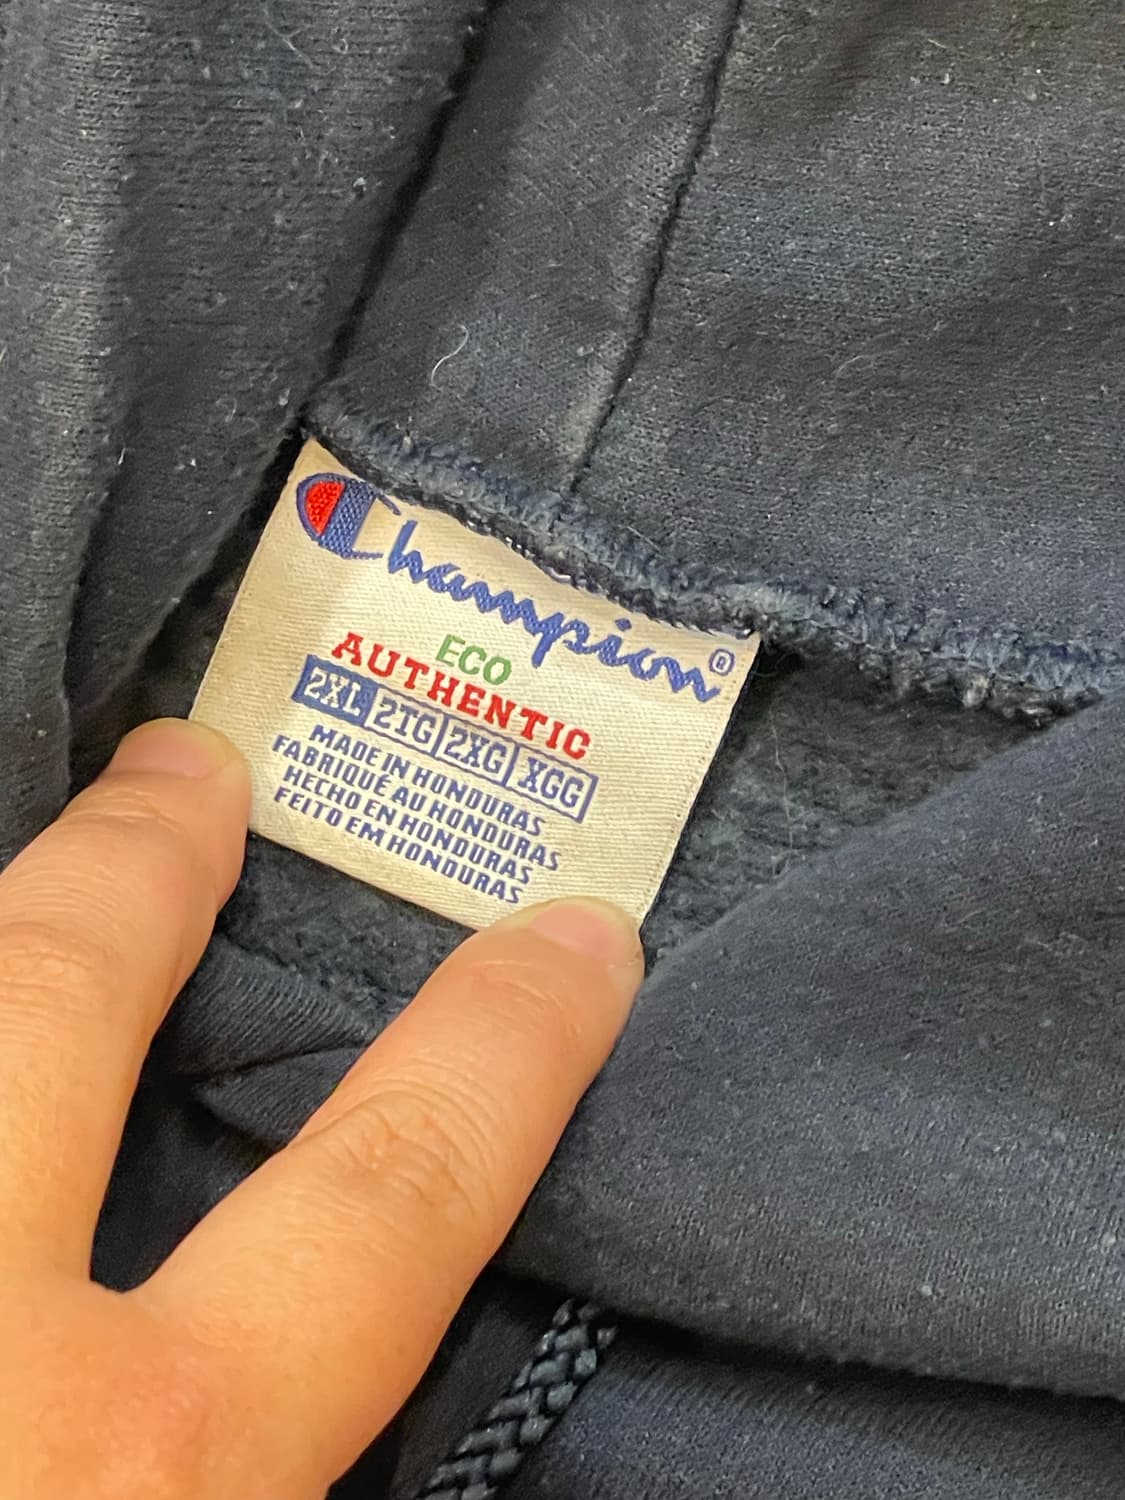 Champion®
ECO
AUTHENTIC
2XL 2TG 2XG XGG
MADE IN HONDURAS
FABRIQUÉ AU HONDURAS
HECHO EN HONDURAS
FEITO EM HONDURAS